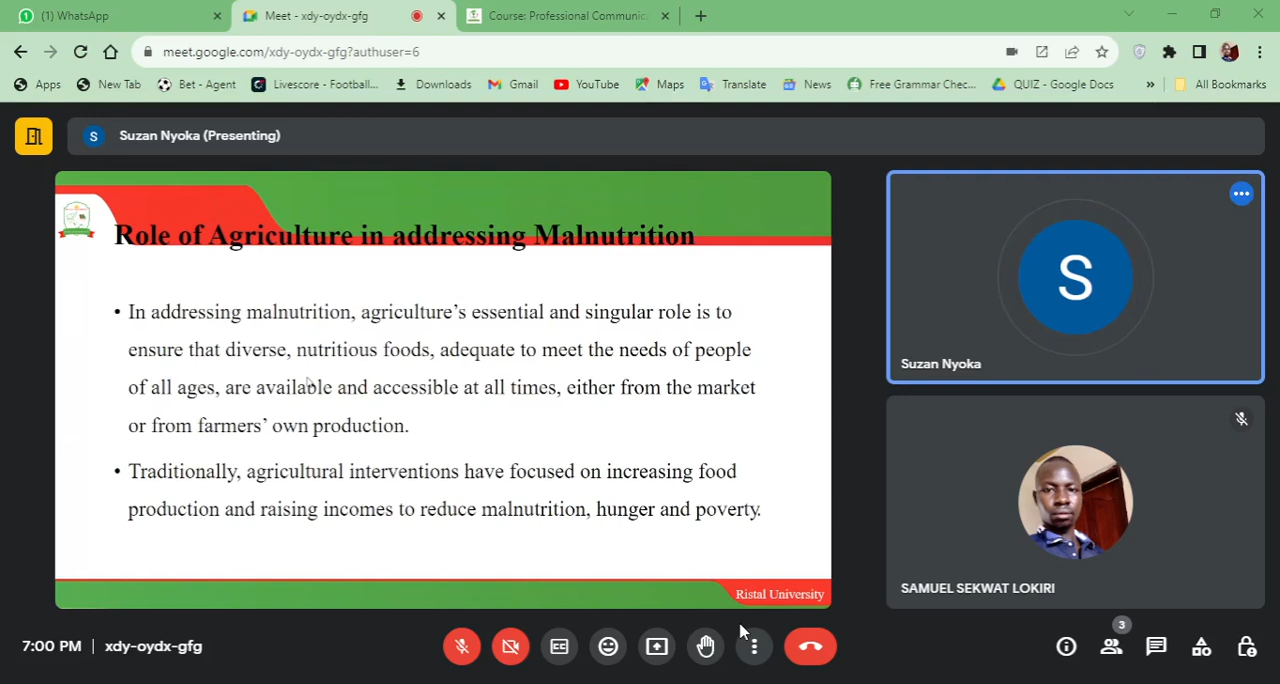 (1) WhatsApp
Meet - xdy-oydx-gfg
Course: Professional Communic
meet.google.com/xdy-oydx-gfg?authuser=6
Apps
New Tab
Bet - Agent
Livescore - Football...
Downloads
Gmail
YouTube
Maps
Translate
News
Free Grammar Chec...
QUIZ - Google Docs
»
All Bookmarks
S
Suzan Nyoka (Presenting)
Role of Agriculture in addressing Malnutrition
• In addressing malnutrition, agriculture’s essential and singular role is to
ensure that diverse, nutritious foods, adequate to meet the needs of people
of all ages, are available and accessible at all times, either from the market
or from farmers’ own production.
• Traditionally, agricultural interventions have focused on increasing food
production and raising incomes to reduce malnutrition, hunger and poverty.
Ristal University
S
Suzan Nyoka
SAMUEL SEKWAT LOKIRI
7:00 PM | xdy-oydx-gfg
3